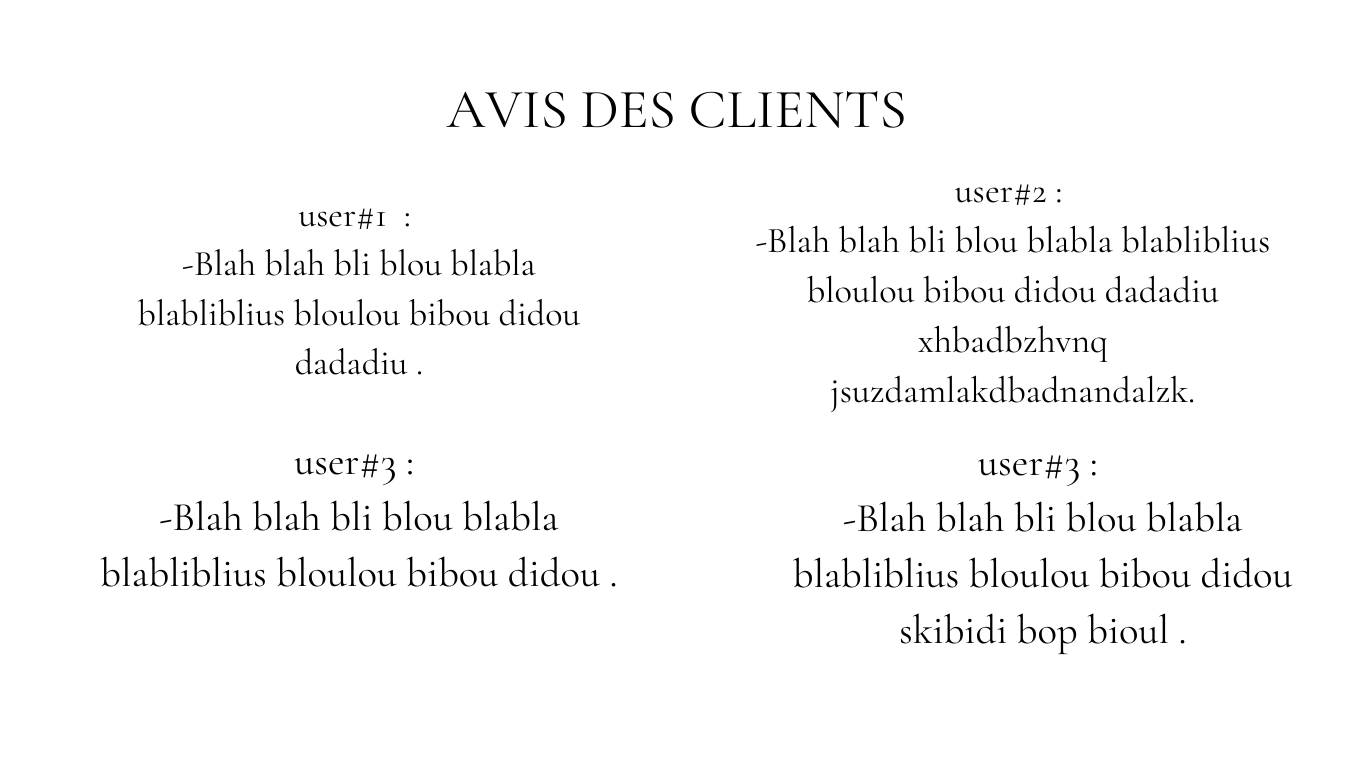 AVIS DES CLIENTS
user#1  :
-Blah blah bli blou blabla
blabliblius bloulou bibou didou
dadadiu .
user#2 :
-Blah blah bli blou blabla blabliblius
bloulou bibou didou dadadiu
xhbadbzhvnq
jsuzdamlakdbadnandalzk.
user#3 :
-Blah blah bli blou blabla
blabliblius bloulou bibou didou .
user#3 :
-Blah blah bli blou blabla
blabliblius bloulou bibou didou
skibidi bop bioul .